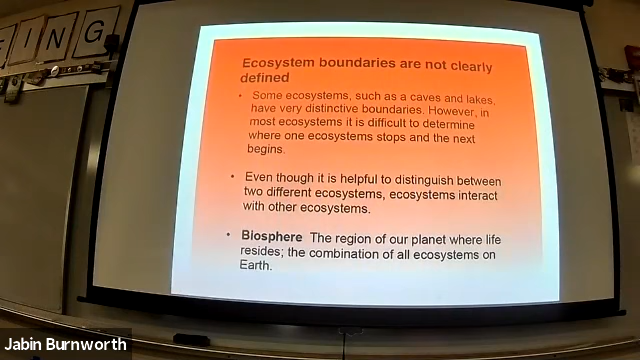 ING
Ecosystem boundaries are not clearly
defined
• Some ecosystems, such as a caves and lakes,
have very distinctive boundaries. However, in
most ecosystems it is difficult to determine
where one ecosystems stops and the next
begins.
• Even though it is helpful to distinguish between
two different ecosystems, ecosystems interact
with other ecosystems.
• Biosphere The region of our planet where life
resides; the combination of all ecosystems on
Earth.
Jabin Burnworth